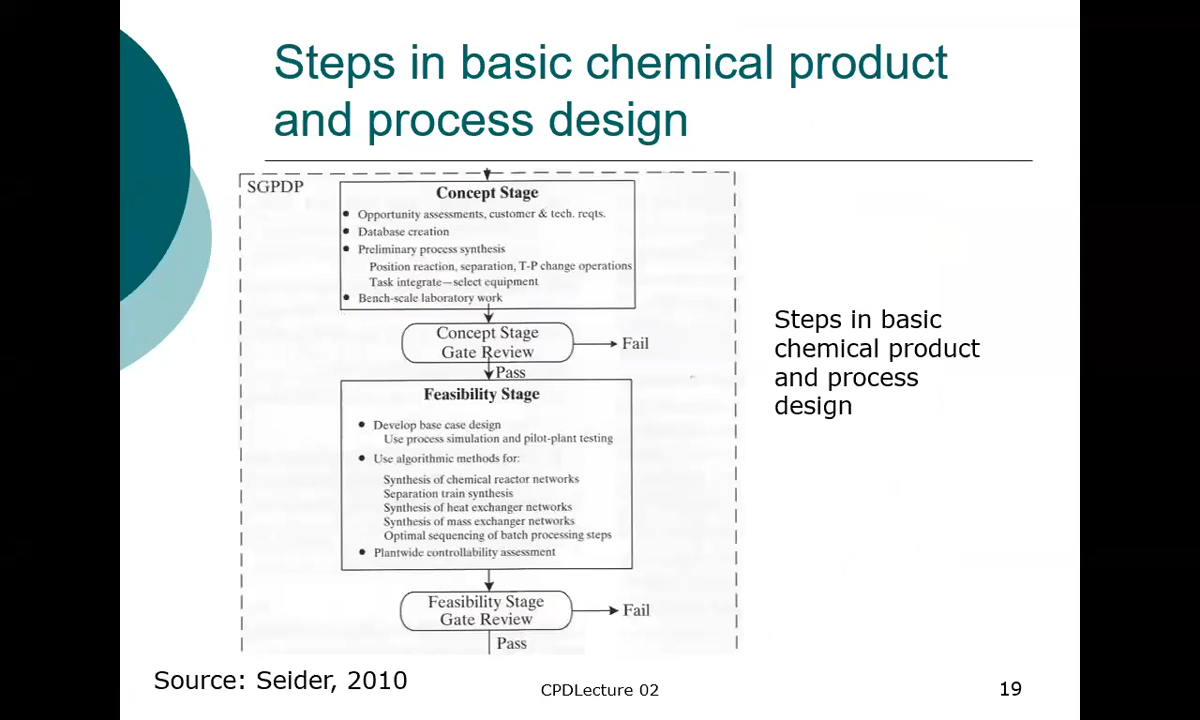 Steps in basic chemical product
and process design
SGPDP
Concept Stage
• Opportunity assessments, customer & tech. reqts.
• Database creation
• Preliminary process synthesis
Position reaction, separation, T-P change operations
Task integrate—select equipment
• Bench-scale laboratory work
Concept Stage
Gate Review
Fail
Pass
Feasibility Stage
• Develop base case design
Use process simulation and pilot-plant testing
• Use algorithmic methods for:
Synthesis of chemical reactor networks
Separation train synthesis
Synthesis of heat exchanger networks
Synthesis of mass exchanger networks
Optimal sequencing of batch processing steps
• Plantwide controllability assessment
Feasibility Stage
Gate Review
Fail
Pass
Steps in basic
chemical product
and process
design
Source: Seider, 2010
CPDLecture 02
19